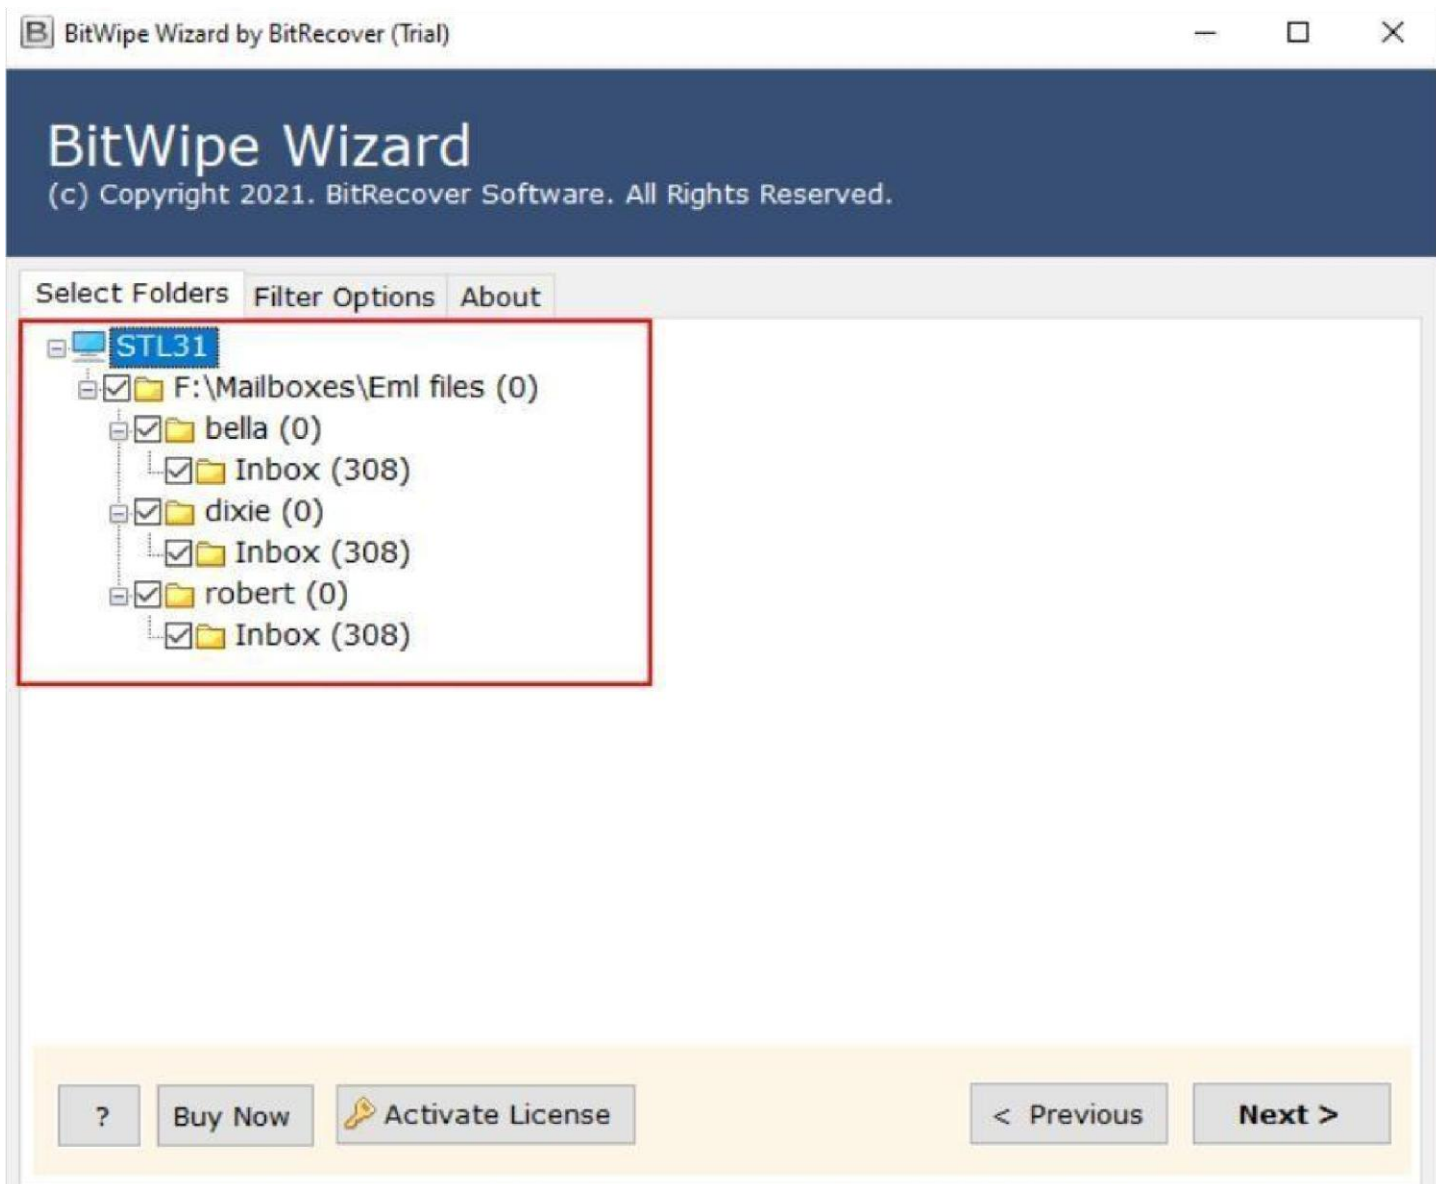 BitWipe Wizard by BitRecover (Trial)
BitWipe Wizard
(c) Copyright 2021. BitRecover Software. All Rights Reserved.
Select Folders Filter Options About
STL31
F:\Mailboxes\Eml files (0)
bella (0)
Inbox (308)
dixie (0)
Inbox (308)
robert (0)
Inbox (308)
? Buy Now Activate License < Previous Next >